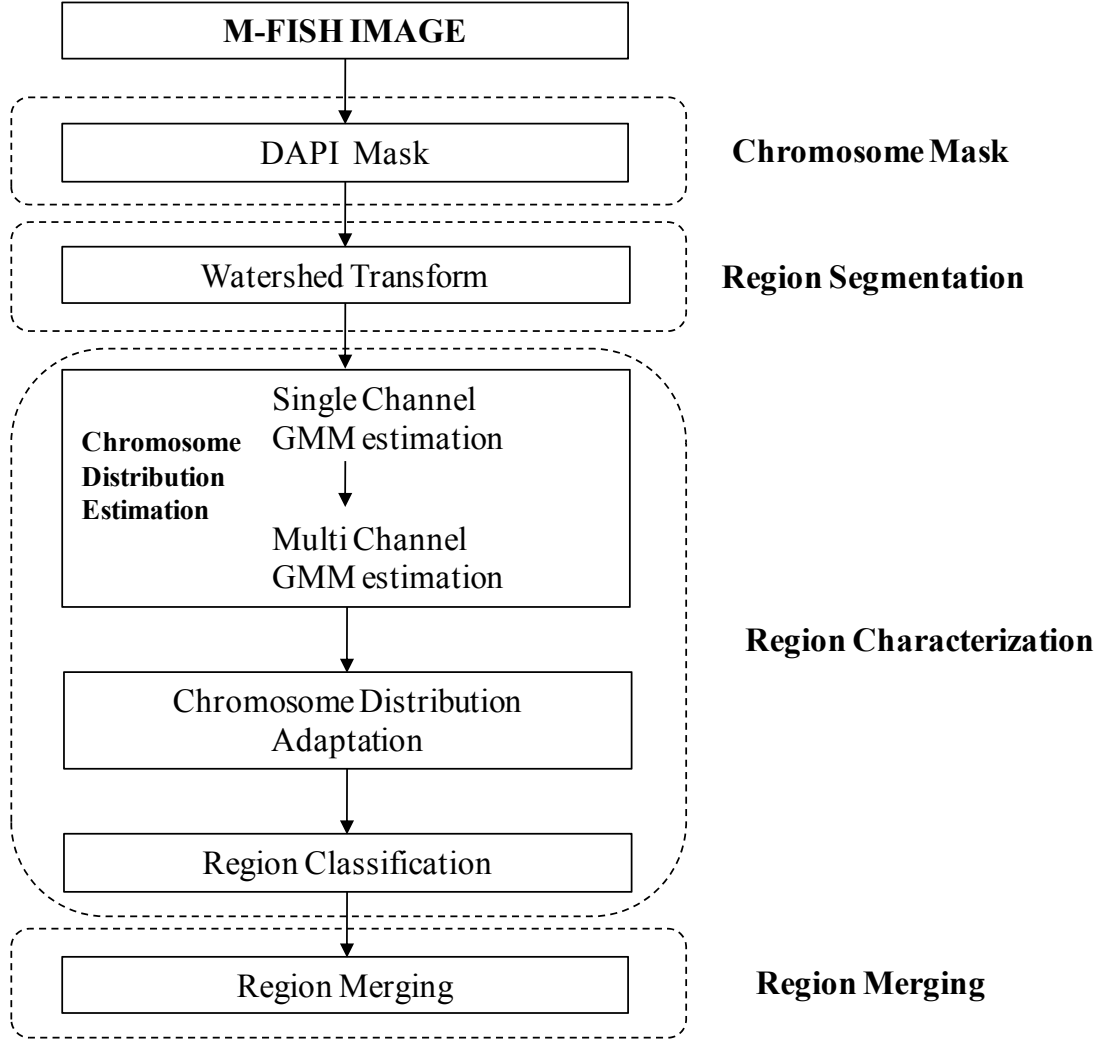 M-FISH IMAGE
DAPI Mask
Chromosome Mask
Watershed Transform
Region Segmentation
Single Channel
GMM estimation
Chromosome
Distribution
Estimation
Multi Channel
GMM estimation
Region Characterization
Chromosome Distribution
Adaptation
Region Classification
Region Merging
Region Merging